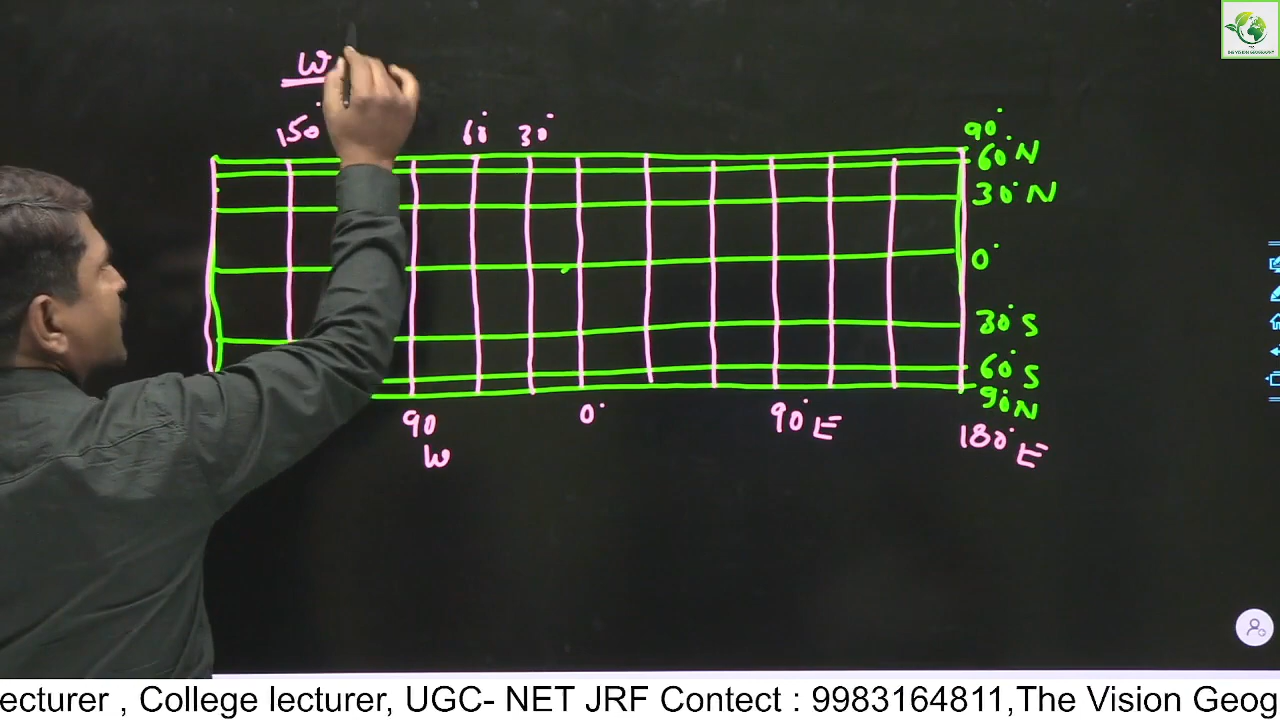 W
150° 60° 30° 90°
60° N
30° N
0°
30° S
60° S
90° N
90 0° 90° E 180° E
W
ecturer , College lecturer, UGC- NET JRF Contect : 9983164811,The Vision Geog